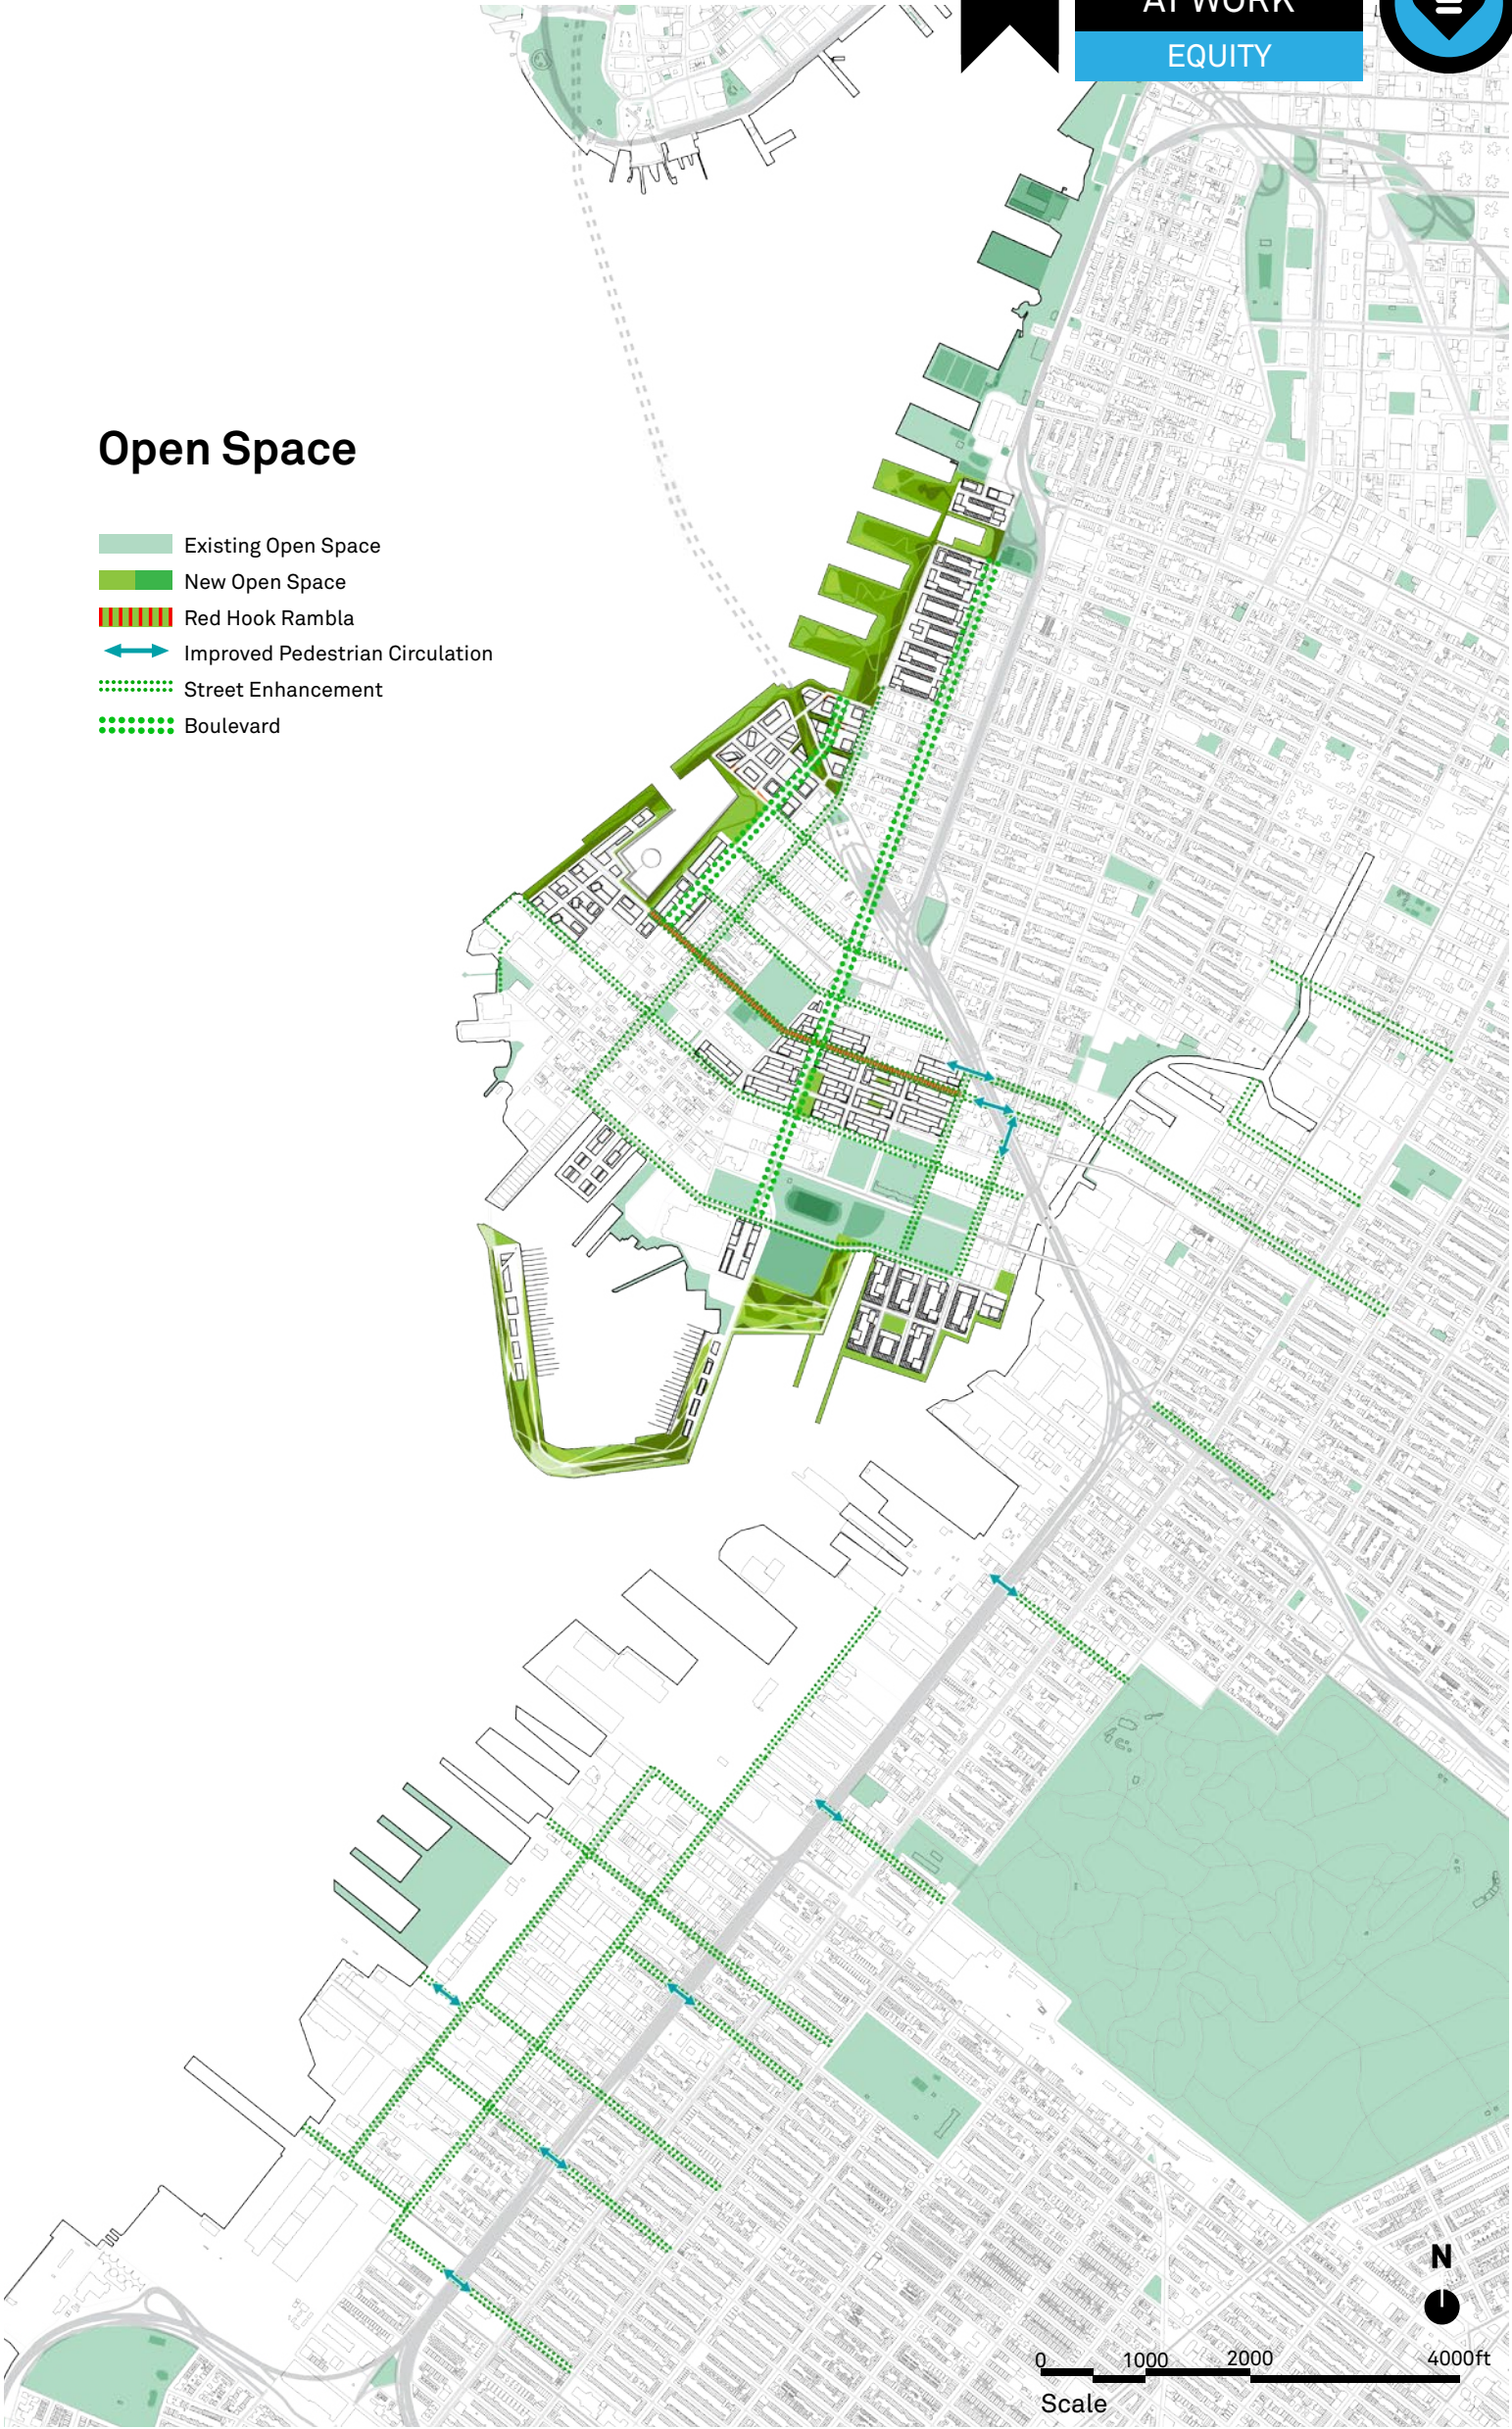 AT WORK
EQUITY
Open Space
Existing Open Space
New Open Space
Red Hook Rambla
Improved Pedestrian Circulation
Street Enhancement
Boulevard
N
0 1000 2000 4000ft
Scale